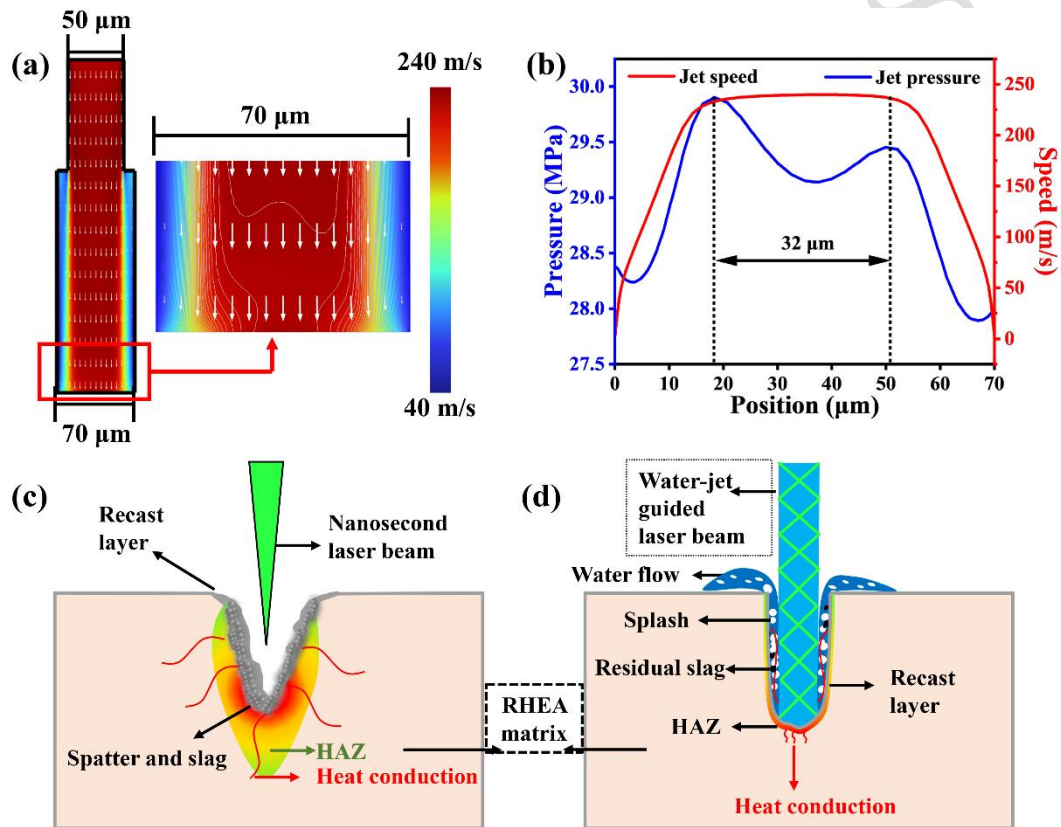 50 µm
(a)
240 m/s
70 µm
40 m/s
70 µm
(b)
Jet speed
Jet pressure
Pressure (MPa)
30.0
29.5
29.0
28.5
28.0
27.5
32 µm
250
200
150
100
50
0
Speed (m/s)
0
10
20
30
40
50
60
70
Position (µm)
(c)
Recast
layer
Nanosecond
laser beam
Spatter and slag
HAZ
Heat conduction
RHEA
matrix
(d)
Water-jet
guided
laser beam
Water flow
Splash
Residual slag
HAZ
Recast
layer
Heat conduction